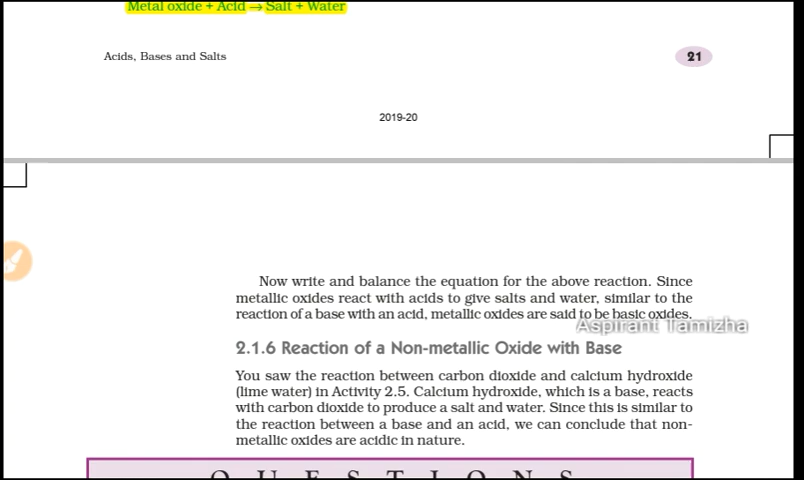 Metal oxide + Acid → Salt + Water
Acids, Bases and Salts
21
2019-20
Now write and balance the equation for the above reaction. Since
metallic oxides react with acids to give salts and water, similar to the
reaction of a base with an acid, metallic oxides are said to be basic oxides.
Aspirant Tamizha
2.1.6 Reaction of a Non-metallic Oxide with Base
You saw the reaction between carbon dioxide and calcium hydroxide
(lime water) in Activity 2.5. Calcium hydroxide, which is a base, reacts
with carbon dioxide to produce a salt and water. Since this is similar to
the reaction between a base and an acid, we can conclude that non-
metallic oxides are acidic in nature.
QUESTIONS